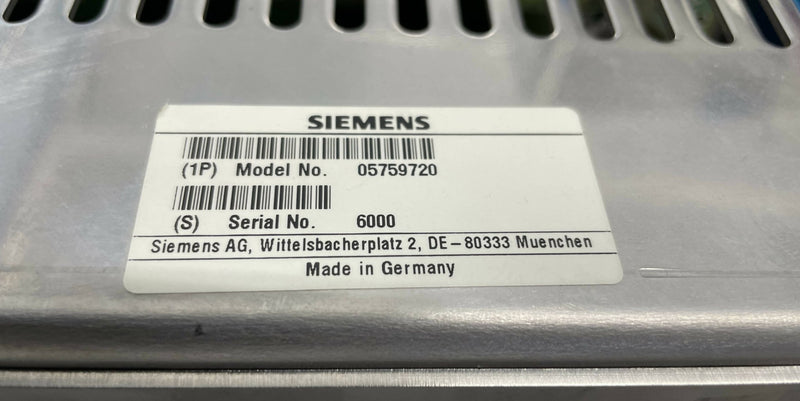 SIEMENS
(1P) Model No. 05759720
(S) Serial No. 6000
Siemens AG, Wittelsbacherplatz 2, DE-80333 Muenchen
Made in Germany